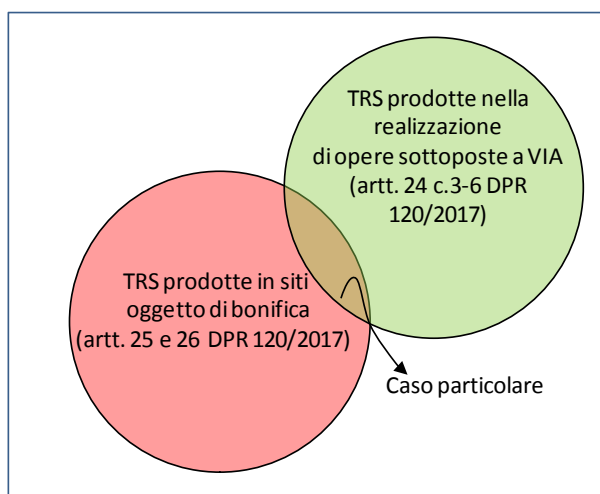 TRS prodotte nella
realizzazione
di opere sottoposte a VIA
(artt. 24 c.3-6 DPR
120/2017)
TRS prodotte in siti
oggetto di bonifica
(artt. 25 e 26 DPR 120/2017)
Caso particolare